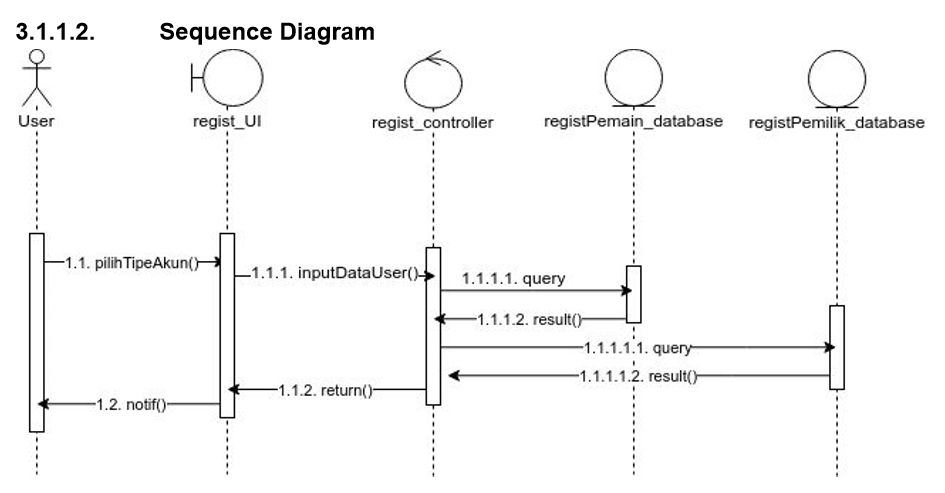 3.1.1.2. Sequence Diagram
User
regist_UI
regist_controller
registPemain_database
registPemilik_database
1.1. pilihTipeAkun()
1.1.1. inputDataUser()
1.1.1.1. query
1.1.1.2. result()
1.1.1.1.1. query
1.1.1.1.2. result()
1.1.2. return()
1.2. notif()